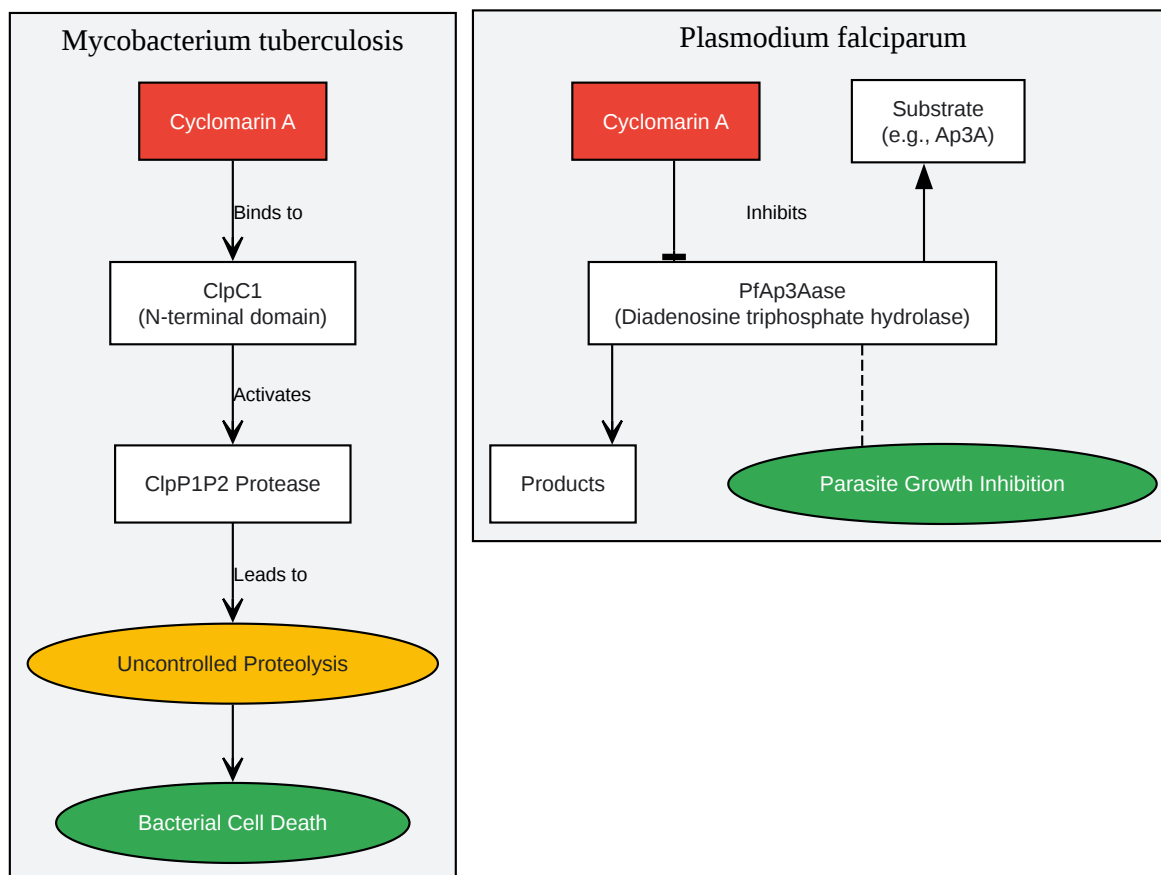 Mycobacterium tuberculosis
Cyclomarin A
Binds to
ClpC1
(N-terminal domain)
Activates
ClpP1P2 Protease
Leads to
Uncontrolled Proteolysis
Bacterial Cell Death
Plasmodium falciparum
Cyclomarin A
Substrate
(e.g., Ap3A)
Inhibits
PfAp3Aase
(Diadenosine triphosphate hydrolase)
Products
Parasite Growth Inhibition